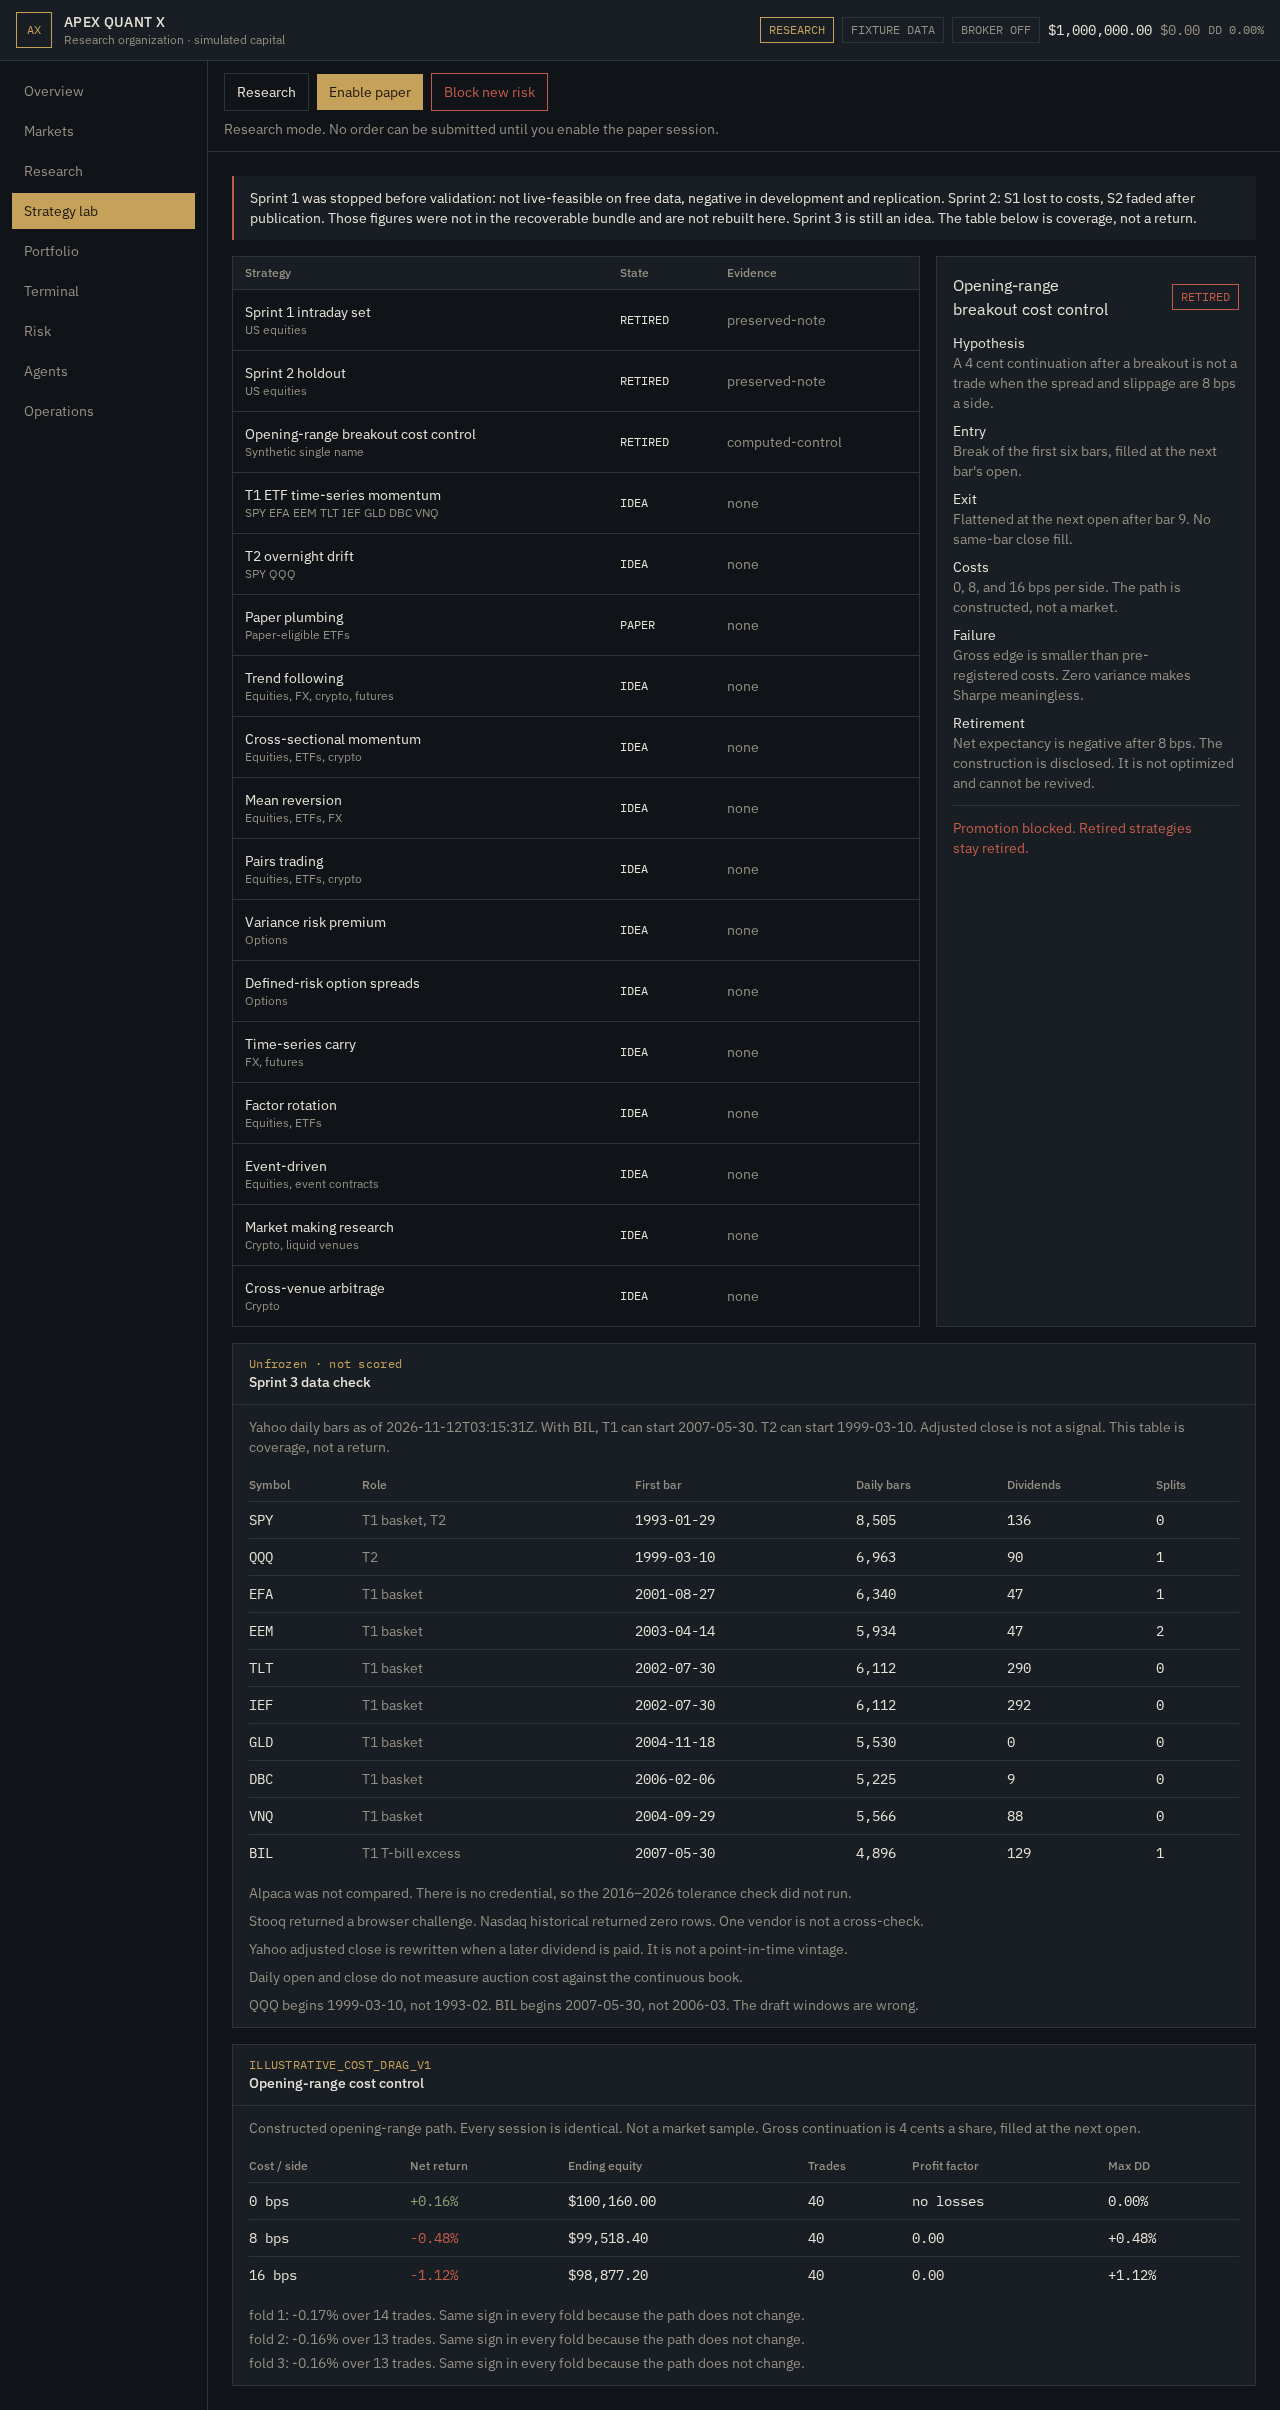 AX
APEX QUANT X
Research organization · simulated capital
RESEARCH
FIXTURE DATA
BROKER OFF
$1,000,000.00
$0.00
DD 0.00%
Overview
Markets
Research
Strategy lab
Portfolio
Terminal
Risk
Agents
Operations
Research
Enable paper
Block new risk
Research mode. No order can be submitted until you enable the paper session.
Sprint 1 was stopped before validation: not live-feasible on free data, negative in development and replication. Sprint 2: S1 lost to costs, S2 faded after
publication. Those figures were not in the recoverable bundle and are not rebuilt here. Sprint 3 is still an idea. The table below is coverage, not a return.
Strategy State Evidence
Sprint 1 intraday set
US equities
RETIRED preserved-note
Sprint 2 holdout
US equities
RETIRED preserved-note
Opening-range breakout cost control
Synthetic single name
RETIRED computed-control
T1 ETF time-series momentum
SPY EFA EEM TLT IEF GLD DBC VNQ
IDEA none
T2 overnight drift
SPY QQQ
IDEA none
Paper plumbing
Paper-eligible ETFs
PAPER none
Trend following
Equities, FX, crypto, futures
IDEA none
Cross-sectional momentum
Equities, ETFs, crypto
IDEA none
Mean reversion
Equities, ETFs, FX
IDEA none
Pairs trading
Equities, ETFs, crypto
IDEA none
Variance risk premium
Options
IDEA none
Defined-risk option spreads
Options
IDEA none
Time-series carry
FX, futures
IDEA none
Factor rotation
Equities, ETFs
IDEA none
Event-driven
Equities, event contracts
IDEA none
Market making research
Crypto, liquid venues
IDEA none
Cross-venue arbitrage
Crypto
IDEA none
Opening-range
breakout cost control
RETIRED
Hypothesis
A 4 cent continuation after a breakout is not a
trade when the spread and slippage are 8 bps
a side.
Entry
Break of the first six bars, filled at the next
bar's open.
Exit
Flattened at the next open after bar 9. No
same-bar close fill.
Costs
0, 8, and 16 bps per side. The path is
constructed, not a market.
Failure
Gross edge is smaller than pre-
registered costs. Zero variance makes
Sharpe meaningless.
Retirement
Net expectancy is negative after 8 bps. The
construction is disclosed. It is not optimized
and cannot be revived.
Promotion blocked. Retired strategies
stay retired.
Unfrozen · not scored
Sprint 3 data check
Yahoo daily bars as of 2026-11-12T03:15:31Z. With BIL, T1 can start 2007-05-30. T2 can start 1999-03-10. Adjusted close is not a signal. This table is
coverage, not a return.
Symbol Role First bar Daily bars Dividends Splits
SPY T1 basket, T2 1993-01-29 8,505 136 0
QQQ T2 1999-03-10 6,963 90 1
EFA T1 basket 2001-08-27 6,340 47 1
EEM T1 basket 2003-04-14 5,934 47 2
TLT T1 basket 2002-07-30 6,112 290 0
IEF T1 basket 2002-07-30 6,112 292 0
GLD T1 basket 2004-11-18 5,530 0 0
DBC T1 basket 2006-02-06 5,225 9 0
VNQ T1 basket 2004-09-29 5,566 88 0
BIL T1 T-bill excess 2007-05-30 4,896 129 1
Alpaca was not compared. There is no credential, so the 2016–2026 tolerance check did not run.
Stooq returned a browser challenge. Nasdaq historical returned zero rows. One vendor is not a cross-check.
Yahoo adjusted close is rewritten when a later dividend is paid. It is not a point-in-time vintage.
Daily open and close do not measure auction cost against the continuous book.
QQQ begins 1999-03-10, not 1993-02. BIL begins 2007-05-30, not 2006-03. The draft windows are wrong.
ILLUSTRATIVE_COST_DRAG_V1
Opening-range cost control
Constructed opening-range path. Every session is identical. Not a market sample. Gross continuation is 4 cents a share, filled at the next open.
Cost / side Net return Ending equity Trades Profit factor Max DD
0 bps +0.16% $100,160.00 40 no losses 0.00%
8 bps -0.48% $99,518.40 40 0.00 +0.48%
16 bps -1.12% $98,877.20 40 0.00 +1.12%
fold 1: -0.17% over 14 trades. Same sign in every fold because the path does not change.
fold 2: -0.16% over 13 trades. Same sign in every fold because the path does not change.
fold 3: -0.16% over 13 trades. Same sign in every fold because the path does not change.